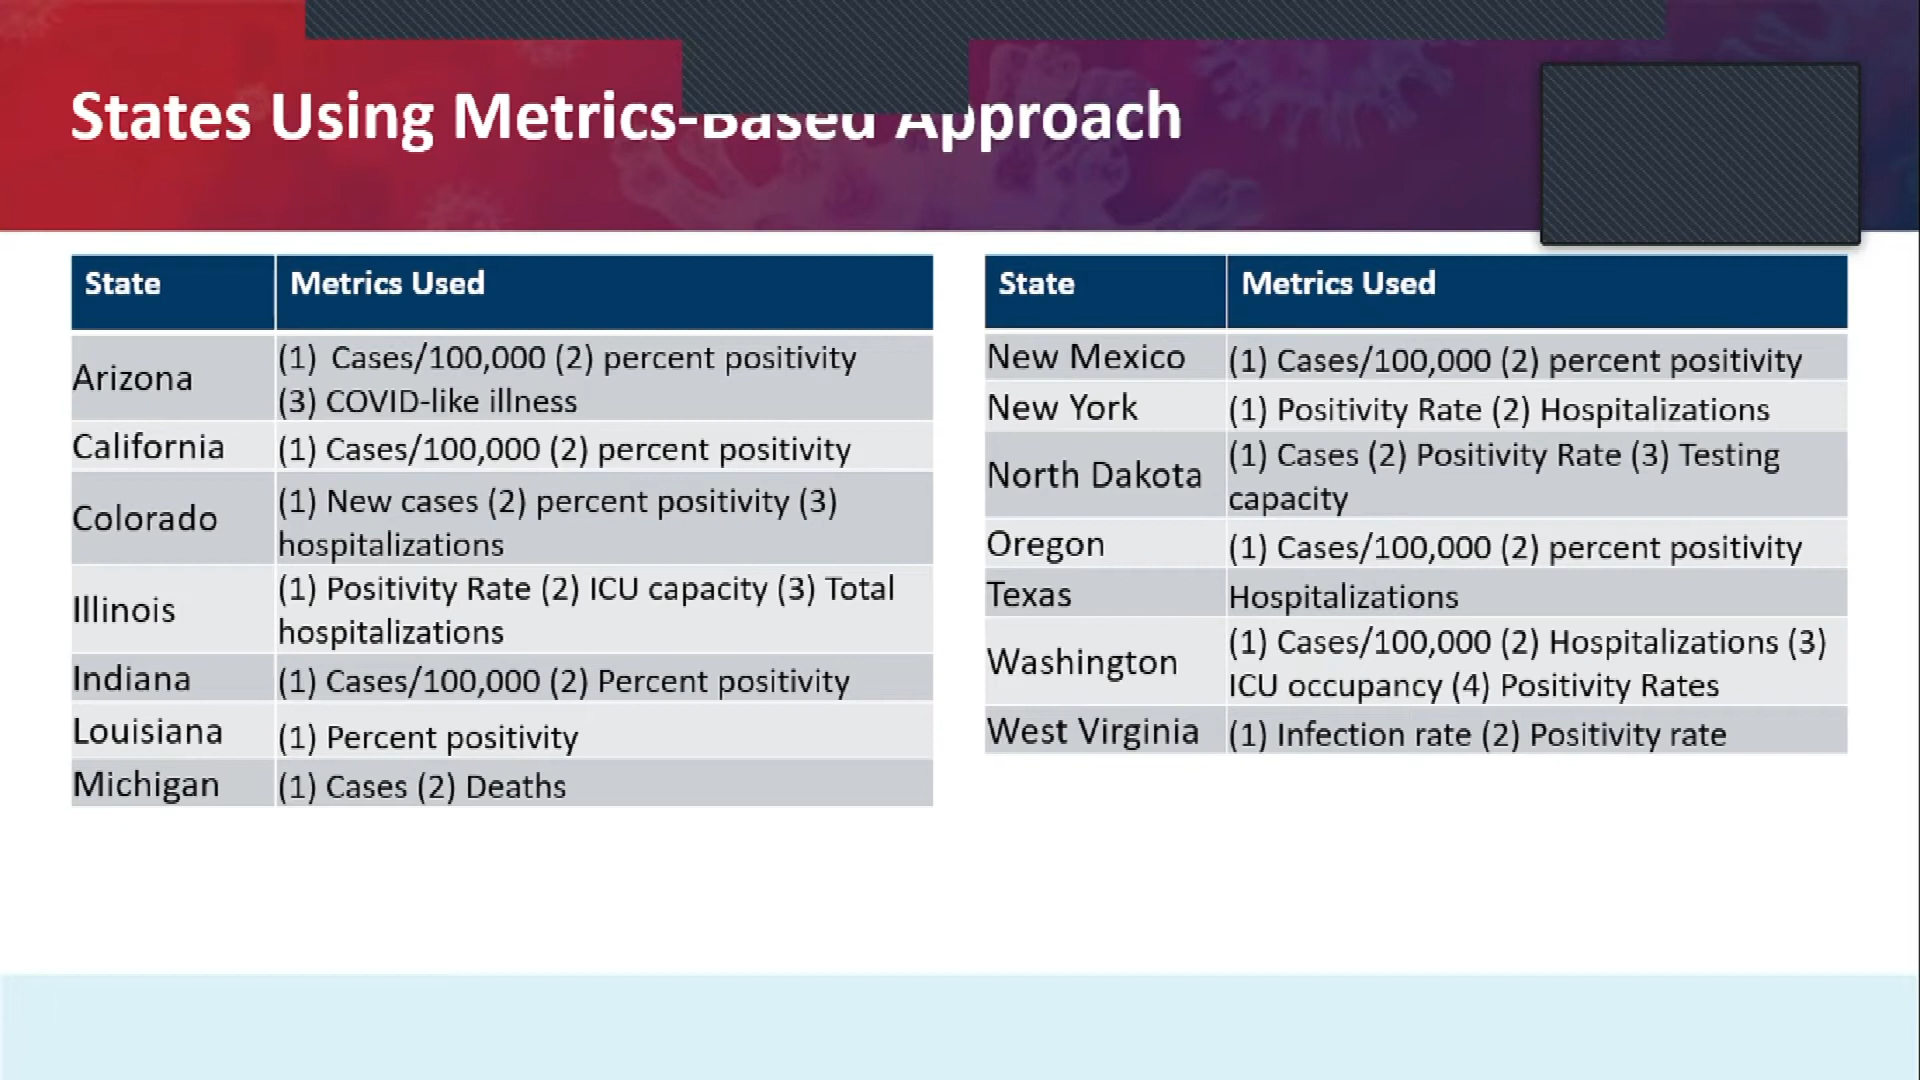 States Using Metrics-Based Approach
State Metrics Used
Arizona (1) Cases/100,000 (2) percent positivity
(3) COVID-like illness
California (1) Cases/100,000 (2) percent positivity
Colorado (1) New cases (2) percent positivity (3)
hospitalizations
Illinois (1) Positivity Rate (2) ICU capacity (3) Total
hospitalizations
Indiana (1) Cases/100,000 (2) Percent positivity
Louisiana (1) Percent positivity
Michigan (1) Cases (2) Deaths
State Metrics Used
New Mexico (1) Cases/100,000 (2) percent positivity
New York (1) Positivity Rate (2) Hospitalizations
North Dakota (1) Cases (2) Positivity Rate (3) Testing
capacity
Oregon (1) Cases/100,000 (2) percent positivity
Texas Hospitalizations
Washington (1) Cases/100,000 (2) Hospitalizations (3)
ICU occupancy (4) Positivity Rates
West Virginia (1) Infection rate (2) Positivity rate